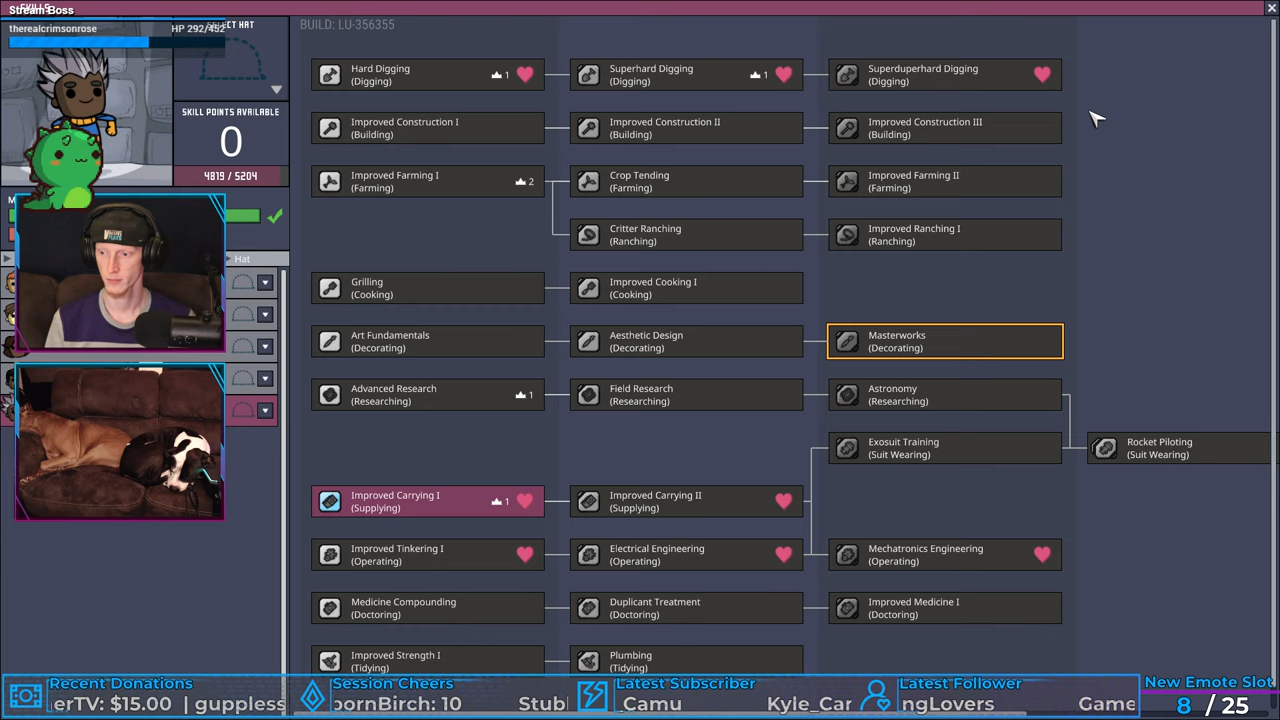 Stream Boss
therealcrimsonrose
HP 292/452
SELECT HAT
BUILD: LU-356355
SKILL POINTS AVAILABLE
0
4819 / 5204
Hat
Hard Digging
(Digging)
1
Superhard Digging
(Digging)
1
Superduperhard Digging
(Digging)
Improved Construction I
(Building)
Improved Construction II
(Building)
Improved Construction III
(Building)
Improved Farming I
(Farming)
2
Crop Tending
(Farming)
Improved Farming II
(Farming)
Critter Ranching
(Ranching)
Improved Ranching I
(Ranching)
Grilling
(Cooking)
Improved Cooking I
(Cooking)
Art Fundamentals
(Decorating)
Aesthetic Design
(Decorating)
Masterworks
(Decorating)
Advanced Research
(Researching)
1
Field Research
(Researching)
Astronomy
(Researching)
Exosuit Training
(Suit Wearing)
Rocket Piloting
(Suit Wearing)
Improved Carrying I
(Supplying)
1
Improved Carrying II
(Supplying)
Improved Tinkering I
(Operating)
Electrical Engineering
(Operating)
Mechatronics Engineering
(Operating)
Medicine Compounding
(Doctoring)
Duplicant Treatment
(Doctoring)
Improved Medicine I
(Doctoring)
Improved Strength I
(Tidying)
Plumbing
(Tidying)
Recent Donations
erTV: $15.00 | guppless
Session Cheers
ornBirch: 10 Stub
Latest Subscriber
_Camu Kyle_Car
Latest Follower
ngLovers Game
New Emote Slot
8 / 25